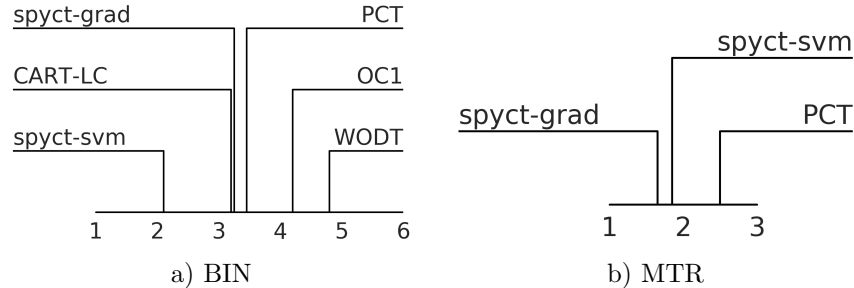 spyct-grad PCT
CART-LC OC1
spyct-svm WODT
1 2 3 4 5 6
a) BIN
spyct-svm
spyct-grad PCT
1 2 3
b) MTR